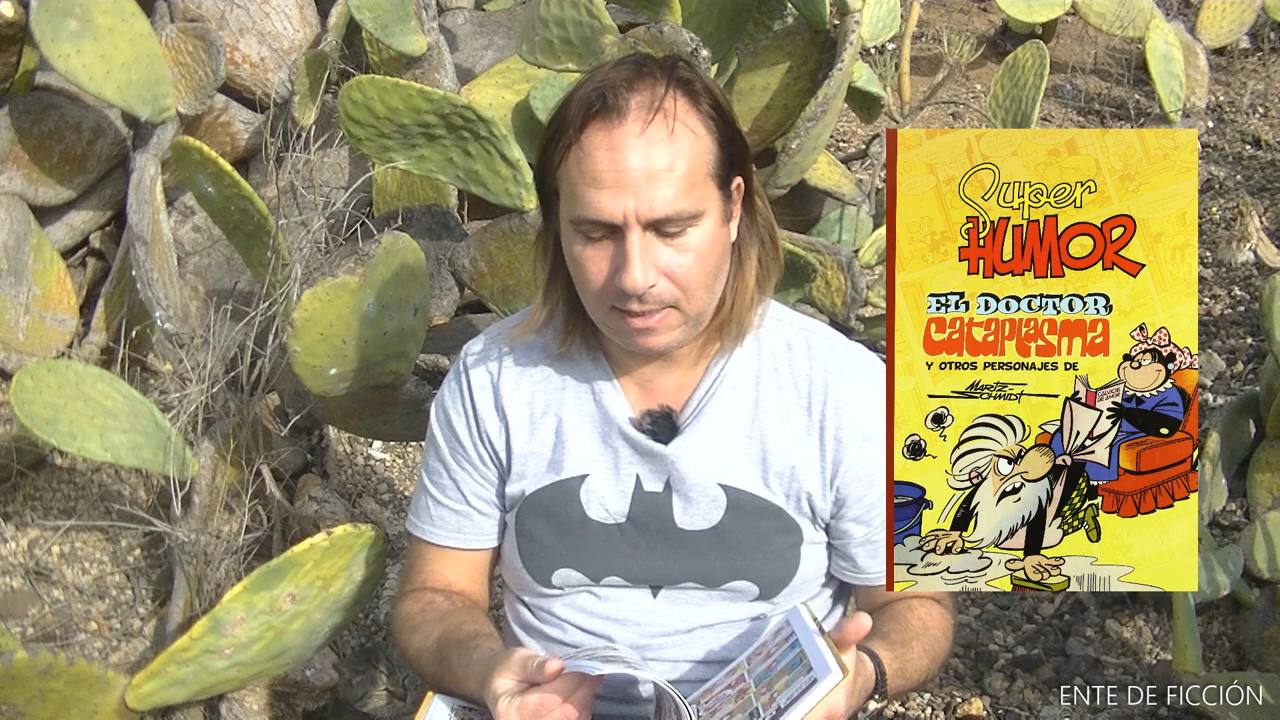 Super
HUMOR
EL DOCTOR
CATAPLASMA
Y OTROS PERSONAJES DE
MARTZ-
SCHMIDT
ENTE DE FICCIÓN